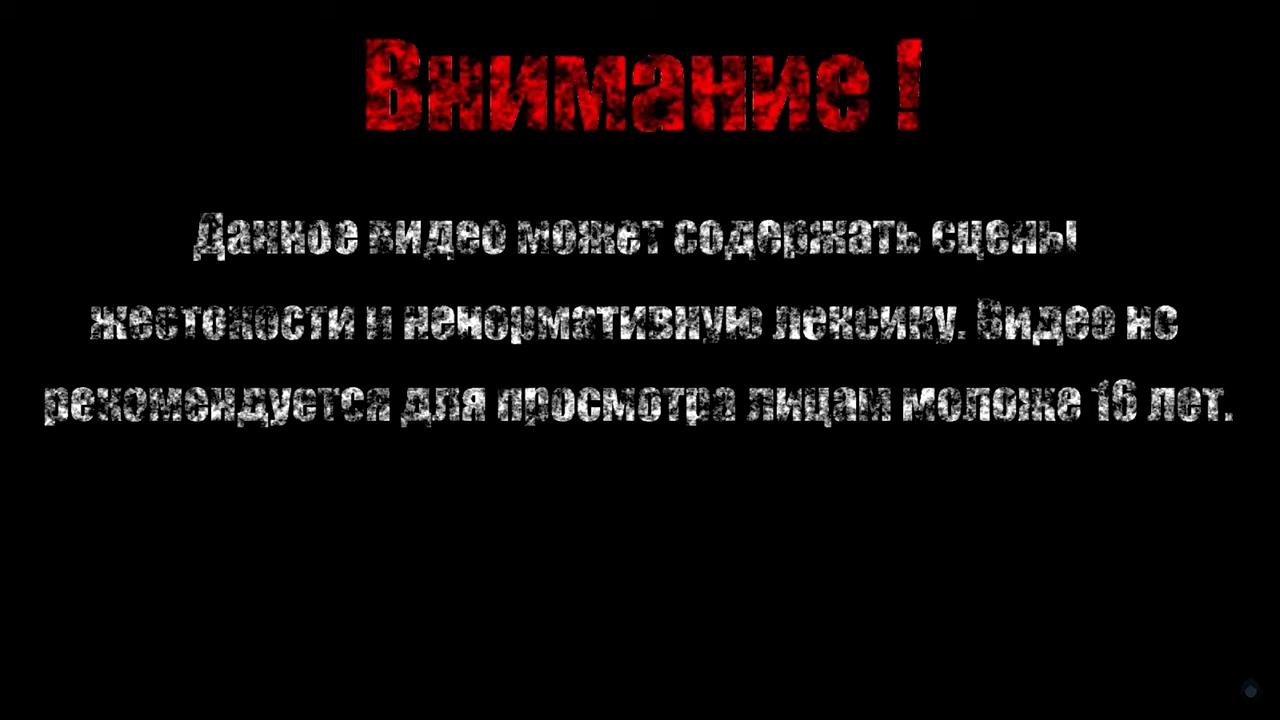 Внимание !
Данное видео может содержать сцены
жестокости и ненормативную лексику. Видео не
рекомендуется для просмотра лицам моложе 16 лет.